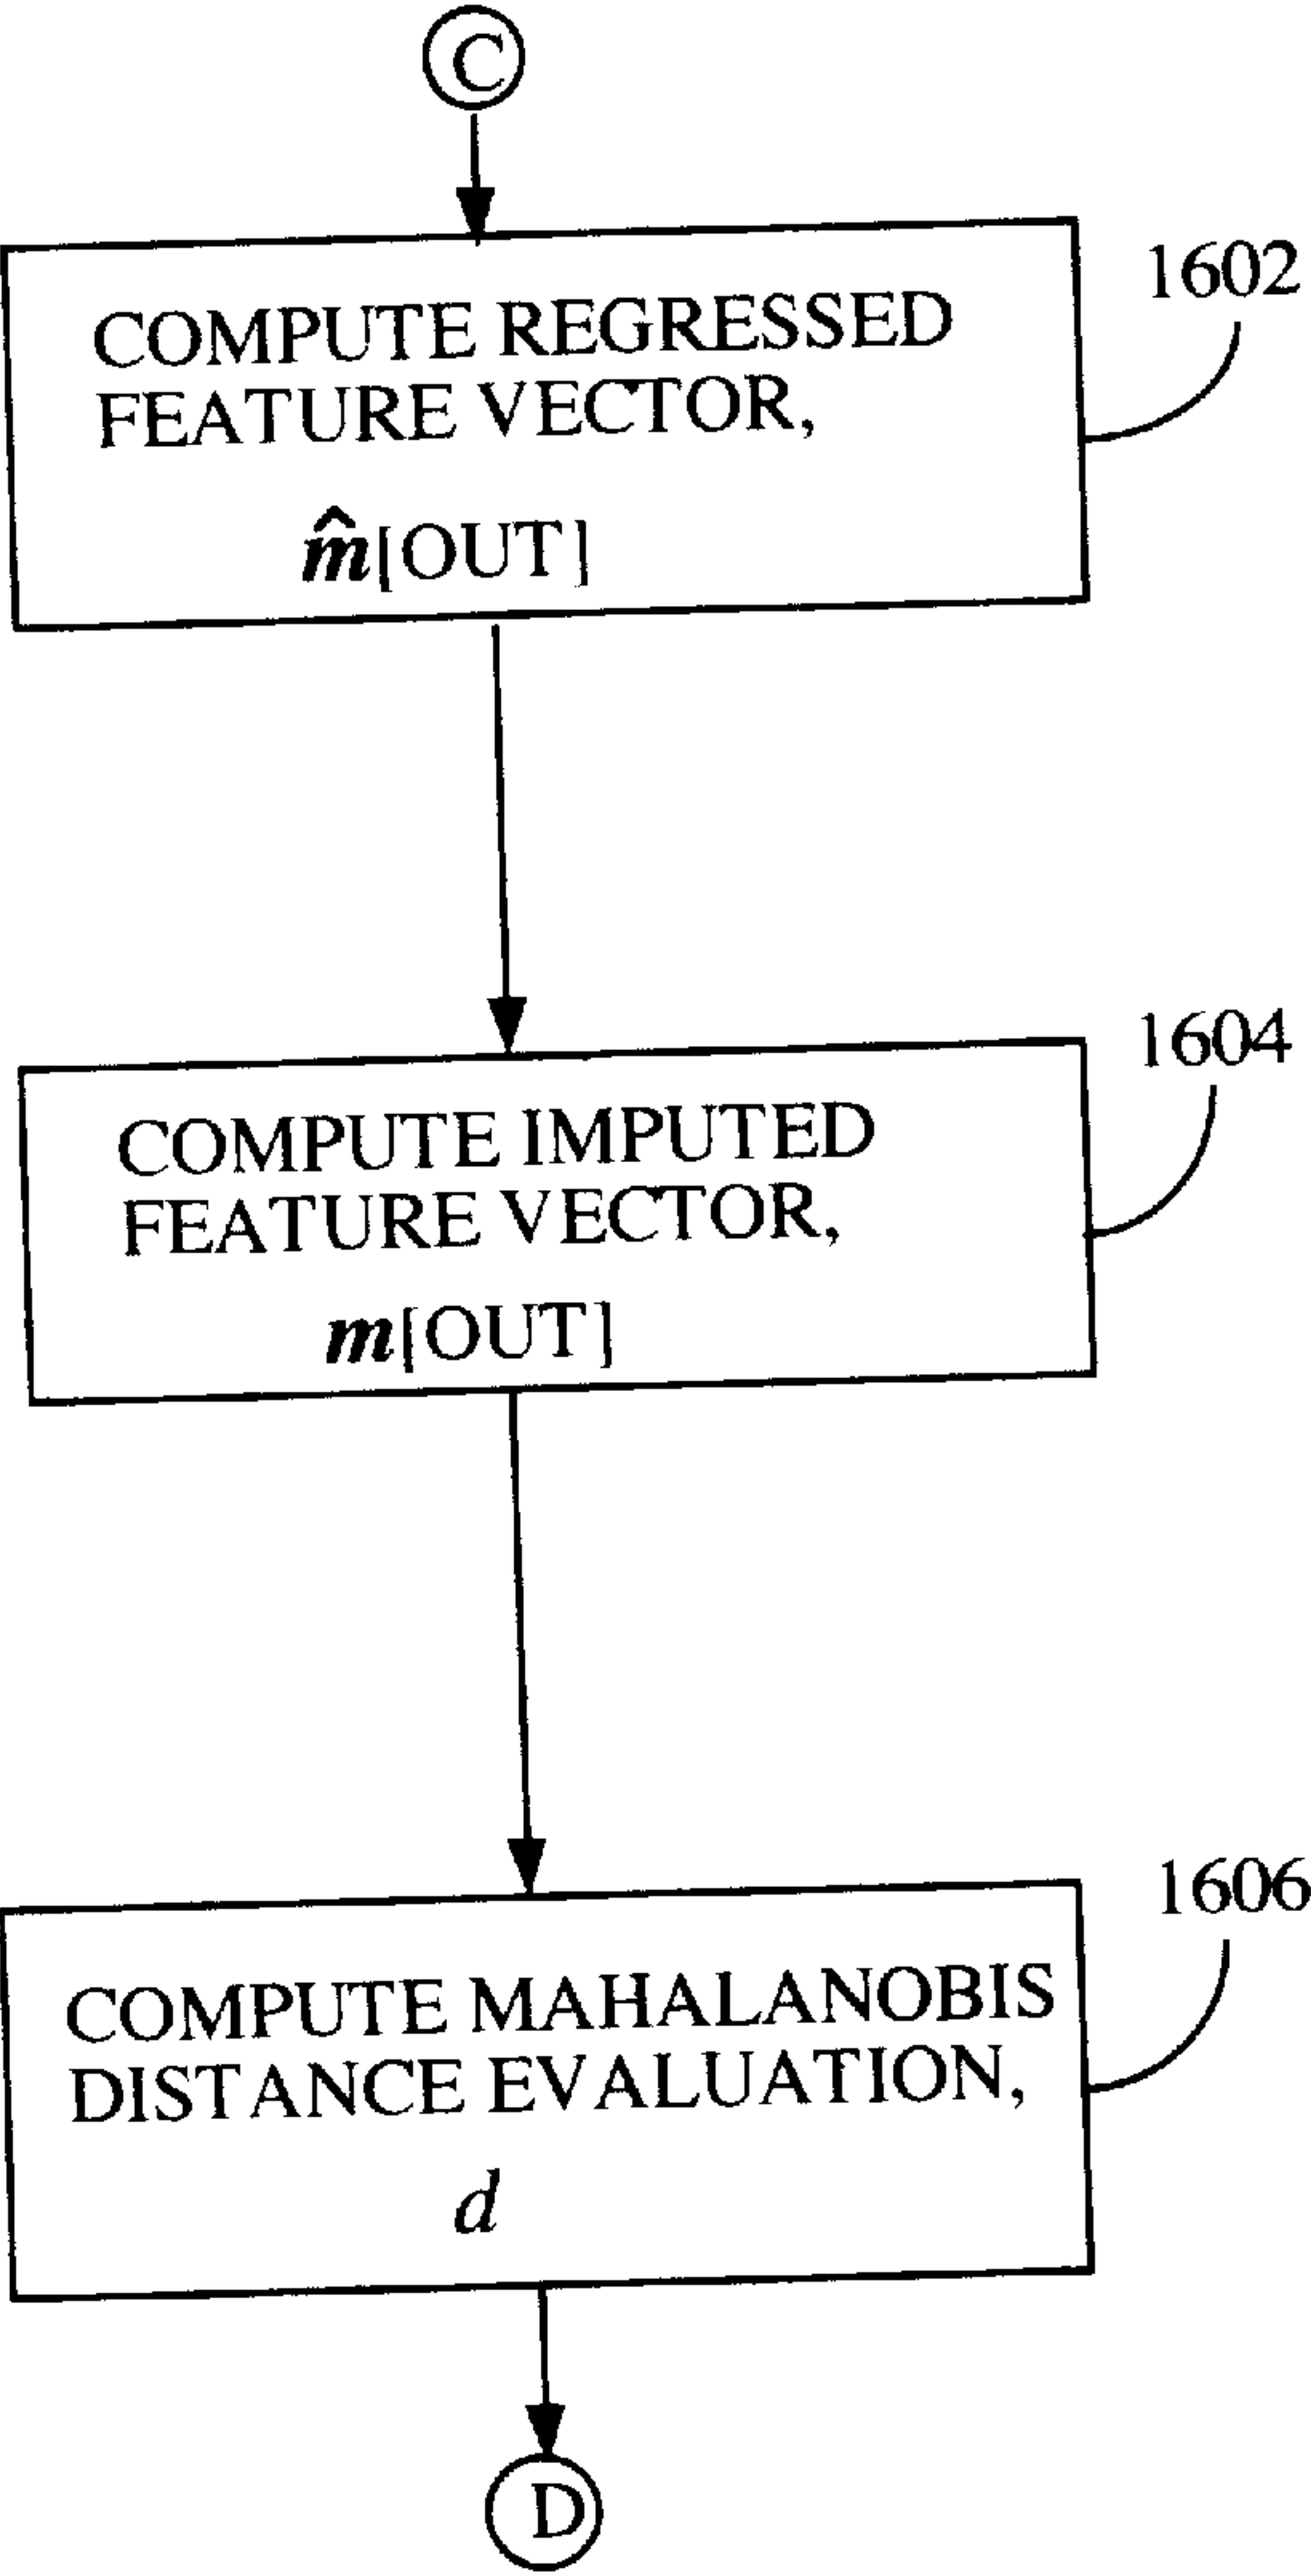 C
1602
COMPUTE REGRESSED
FEATURE VECTOR,
m̂[OUT]
1604
COMPUTE IMPUTED
FEATURE VECTOR,
m[OUT]
1606
COMPUTE MAHALANOBIS
DISTANCE EVALUATION,
d
D